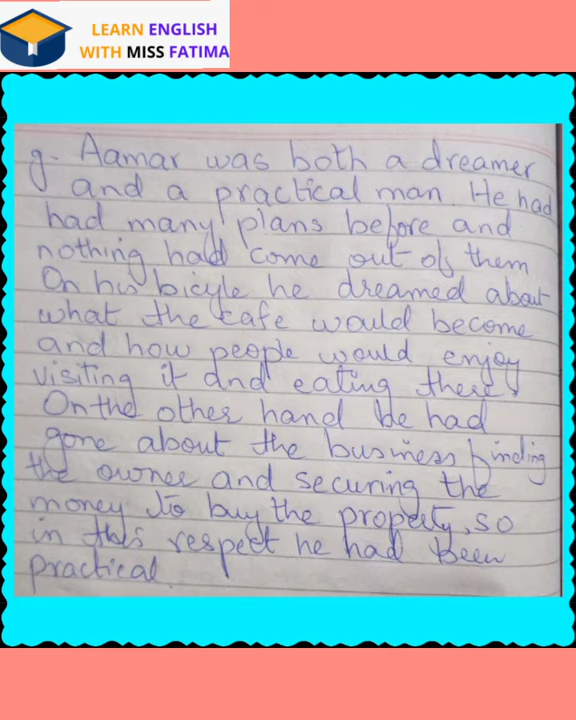 LEARN ENGLISH
WITH MISS FATIMA
g- Aamar was both a dreamer
and a practical man. He had
had many plans before and
nothing had come out of them
On his bicyle he dreamed about
what the cafe would become
and how people would enjoy
visiting it and eating there.
On the other hand he had
gone about the business finding
the owner and securing the
money to buy the property, so
in this respect he had been
practical.